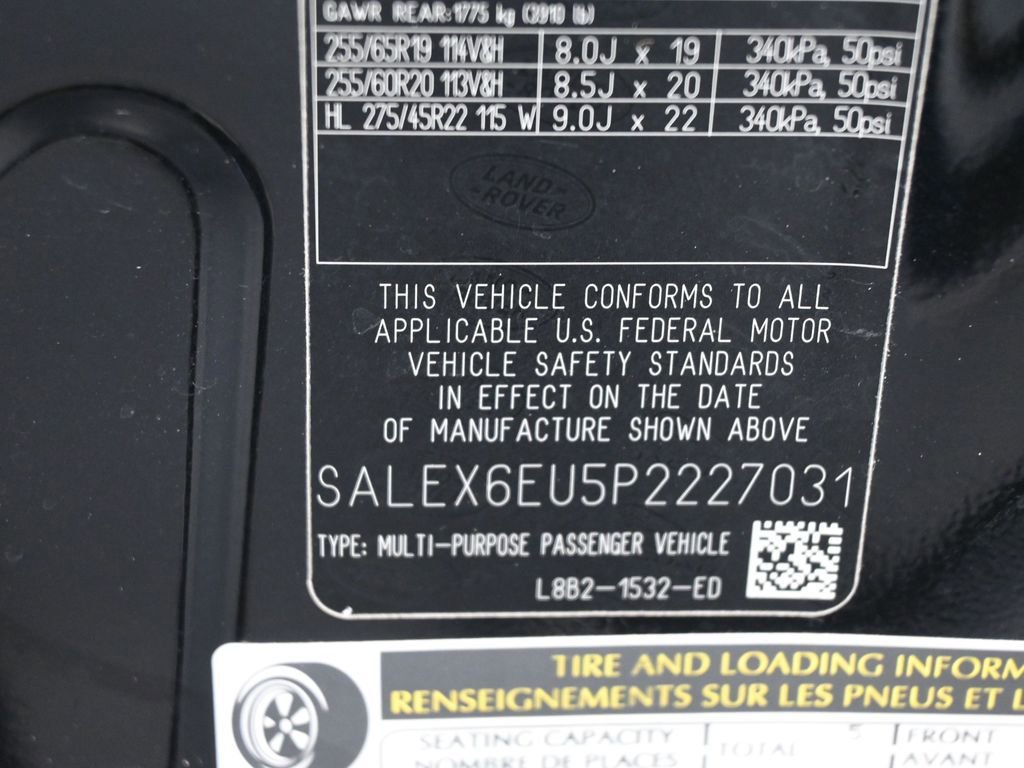 GAWR REAR:1775 kg (3910 lb)
255/65R19 114V&H 8.0J x 19 340kPa, 50psi
255/60R20 113V&H 8.5J x 20 340kPa, 50psi
HL 275/45R22 115 W 9.0J x 22 340kPa, 50psi
LAND-
-ROVER
THIS VEHICLE CONFORMS TO ALL
APPLICABLE U.S. FEDERAL MOTOR
VEHICLE SAFETY STANDARDS
IN EFFECT ON THE DATE
OF MANUFACTURE SHOWN ABOVE
SALEX6EU5P2227031
TYPE: MULTI-PURPOSE PASSENGER VEHICLE
L8B2-1532-ED
TIRE AND LOADING INFORM
RENSEIGNEMENTS SUR LES PNEUS ET L
SEATING CAPACITY TOTAL 5 FRONT
NOMBRE DE PLACES AVANT